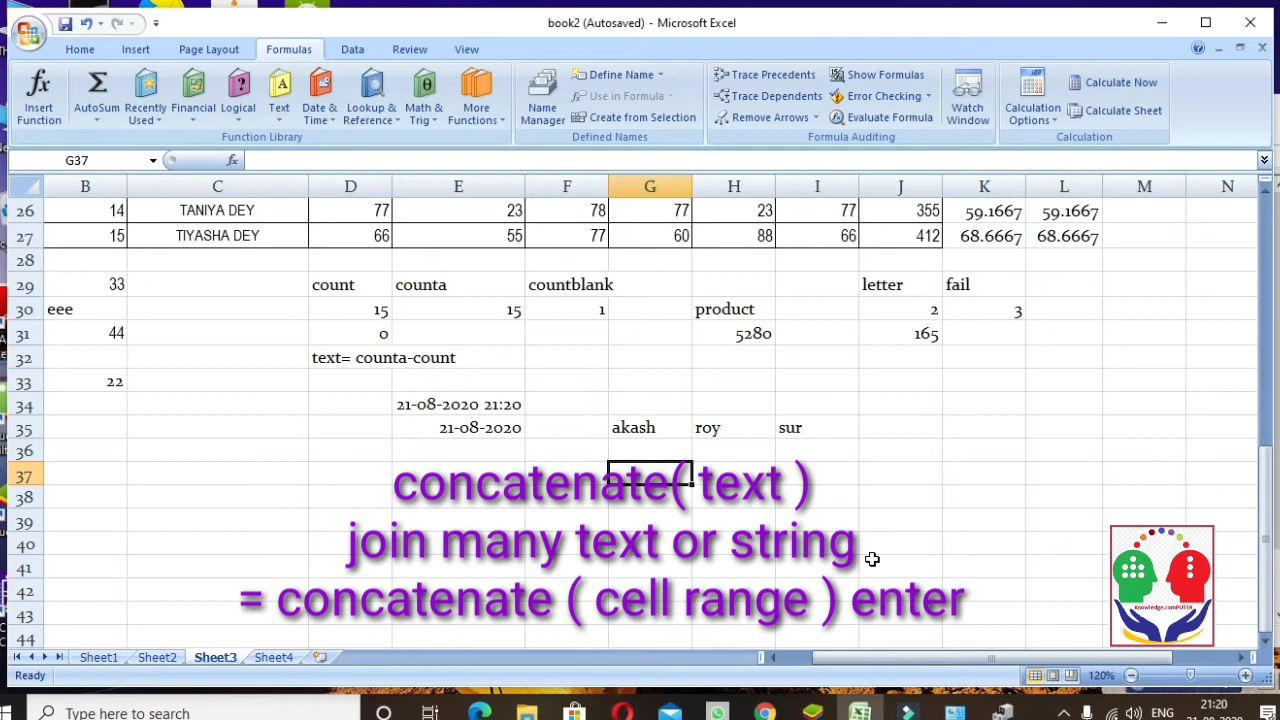 book2 (Autosaved) - Microsoft Excel
Home Insert Page Layout Formulas Data Review View
Insert Function AutoSum Recently Used Financial Logical Text Date & Time Lookup & Reference Math & Trig More Functions
Function Library
Name Manager Define Name Use in Formula Create from Selection
Defined Names
Trace Precedents Trace Dependents Remove Arrows Show Formulas Error Checking Evaluate Formula Watch Window
Formula Auditing
Calculation Options Calculate Now Calculate Sheet
Calculation
G37 fx
B C D E F G H I J K L M N
26 14 TANIYA DEY 77 23 78 77 23 77 355 59.1667 59.1667
27 15 TIYASHA DEY 66 55 77 60 88 66 412 68.6667 68.6667
28
29 33 count counta countblank letter fail
30 eee 15 15 1 product 2 3
31 44 0 5280 165
32 text= counta-count
33 22
34 21-08-2020 21:20
35 21-08-2020 akash roy sur
36
37
38
39
40
41
42
43
44
concatenate( text )
join many text or string
= concatenate ( cell range ) enter
Knowledge.comPUTER
Sheet1 Sheet2 Sheet3 Sheet4
Ready 120%
Type here to search ENG 21:20